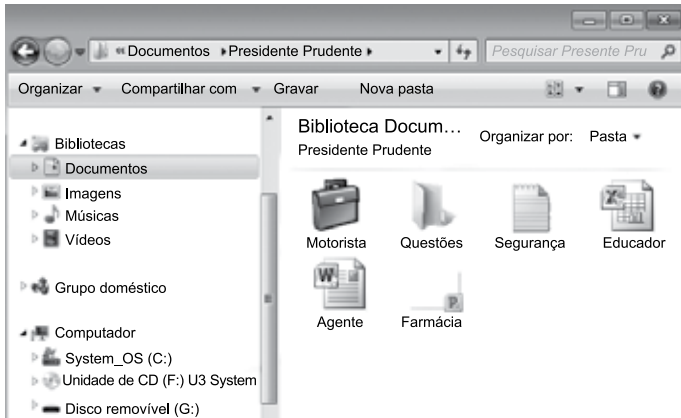 « Documentos ▸ Presidente Prudente ▸ Pesquisar Presente Pru
Organizar Compartilhar com Gravar Nova pasta
Bibliotecas
Documentos
Imagens
Músicas
Vídeos
Grupo doméstico
Computador
System_OS (C:)
Unidade de CD (F:) U3 System
Disco removível (G:)
Biblioteca Docum...
Presidente Prudente
Organizar por: Pasta
Motorista Questões Segurança Educador
Agente Farmácia